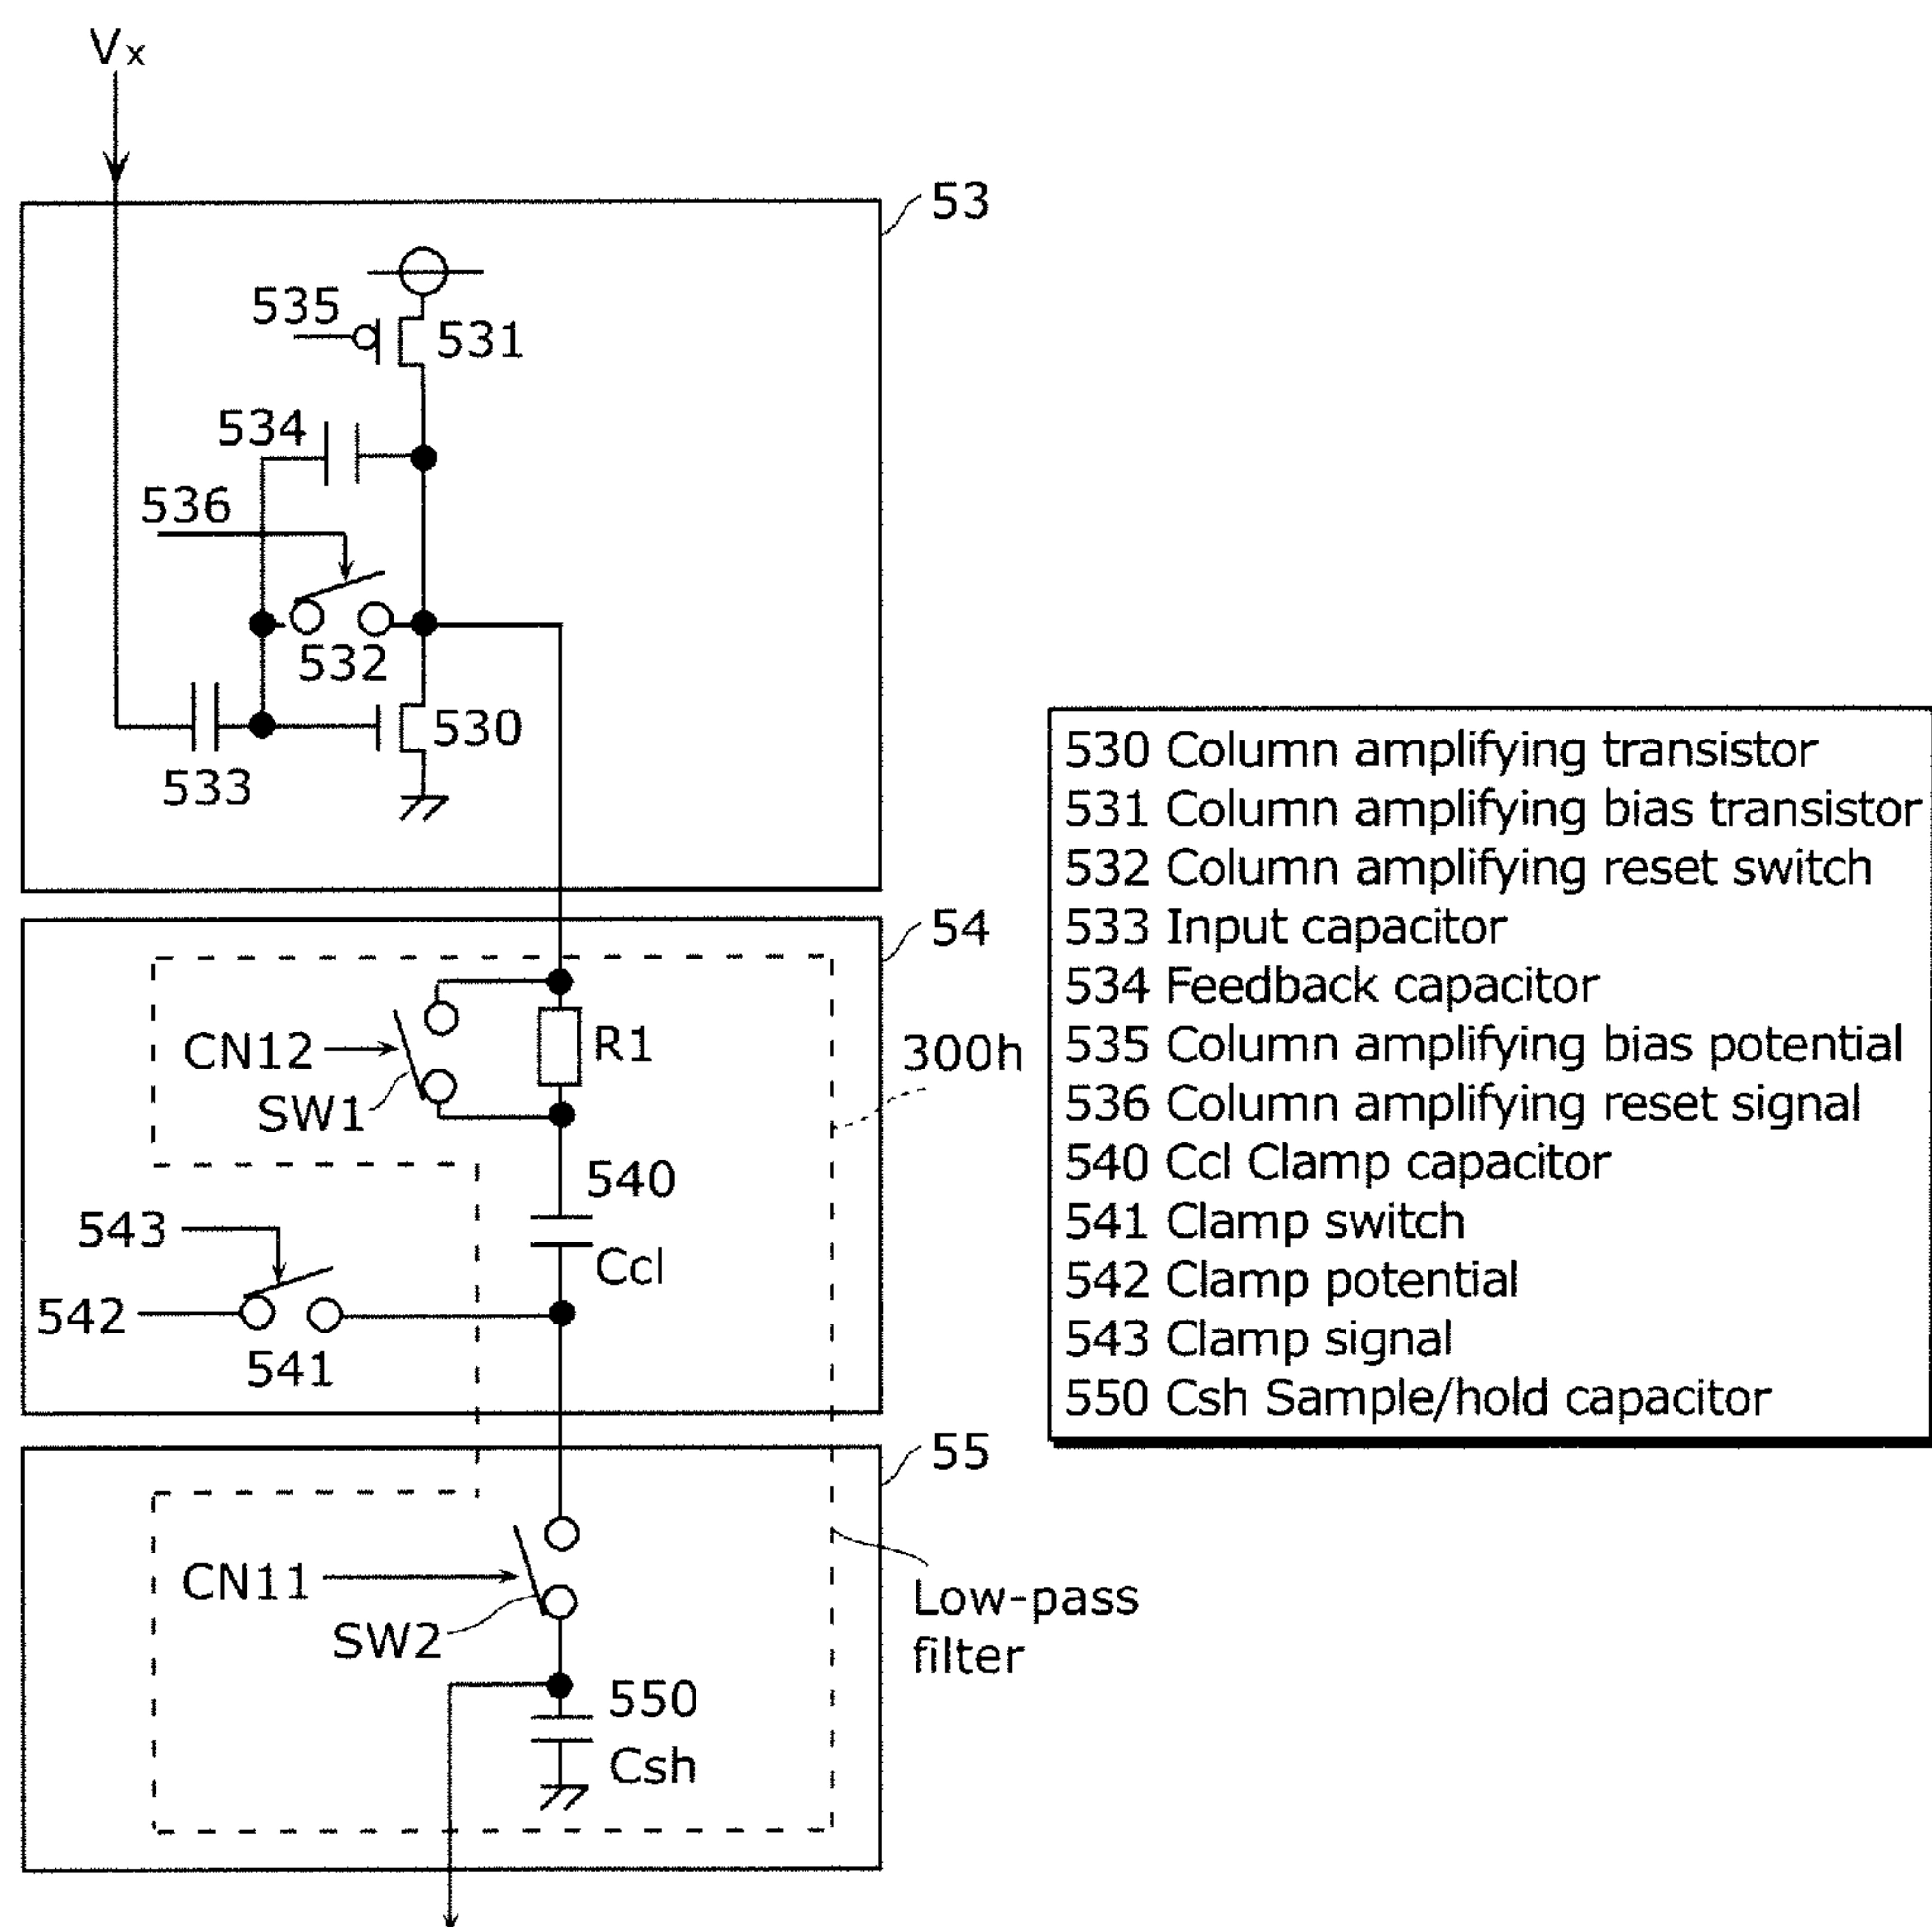 Vx
53
535
531
534
536
532
530
533
54
CN12
R1
SW1
300h
540
543
Ccl
542
541
55
CN11
SW2
Low-pass
filter
550
Csh
530 Column amplifying transistor
531 Column amplifying bias transistor
532 Column amplifying reset switch
533 Input capacitor
534 Feedback capacitor
535 Column amplifying bias potential
536 Column amplifying reset signal
540 Ccl Clamp capacitor
541 Clamp switch
542 Clamp potential
543 Clamp signal
550 Csh Sample/hold capacitor